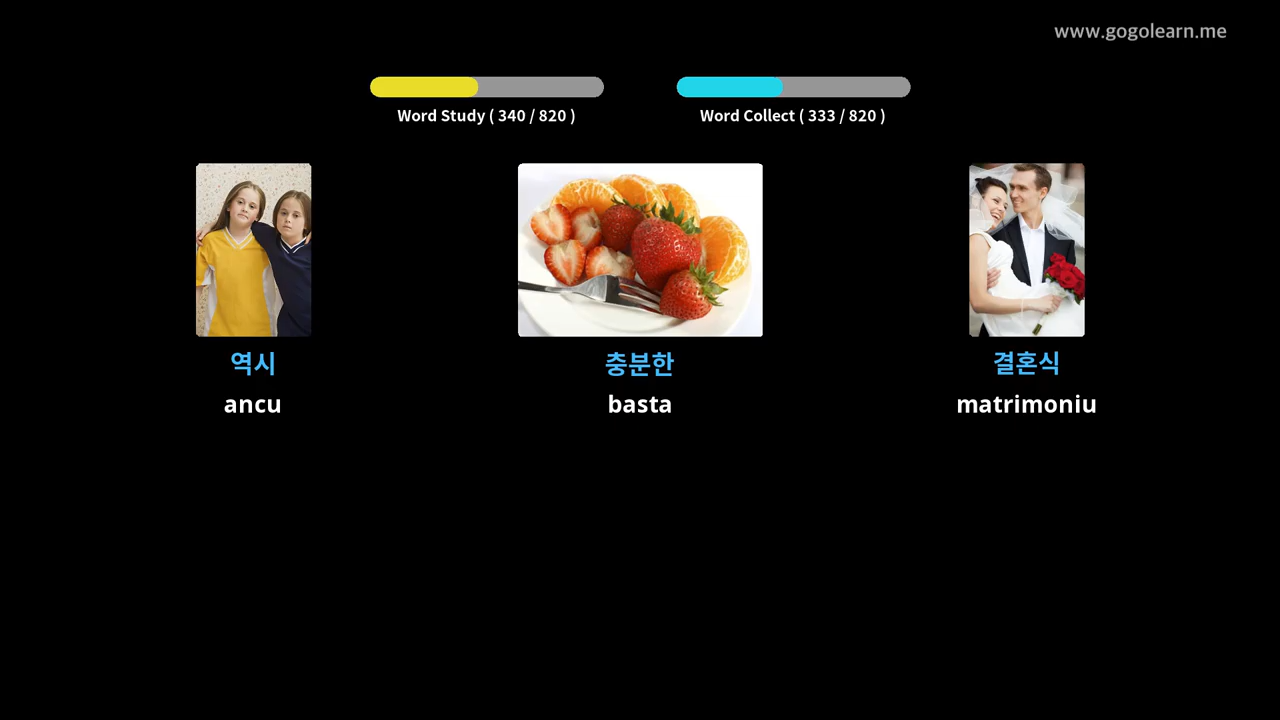 www.gogolearn.me
Word Study ( 340 / 820 )
Word Collect ( 333 / 820 )
역시
충분한
결혼식
ancu
basta
matrimoniu